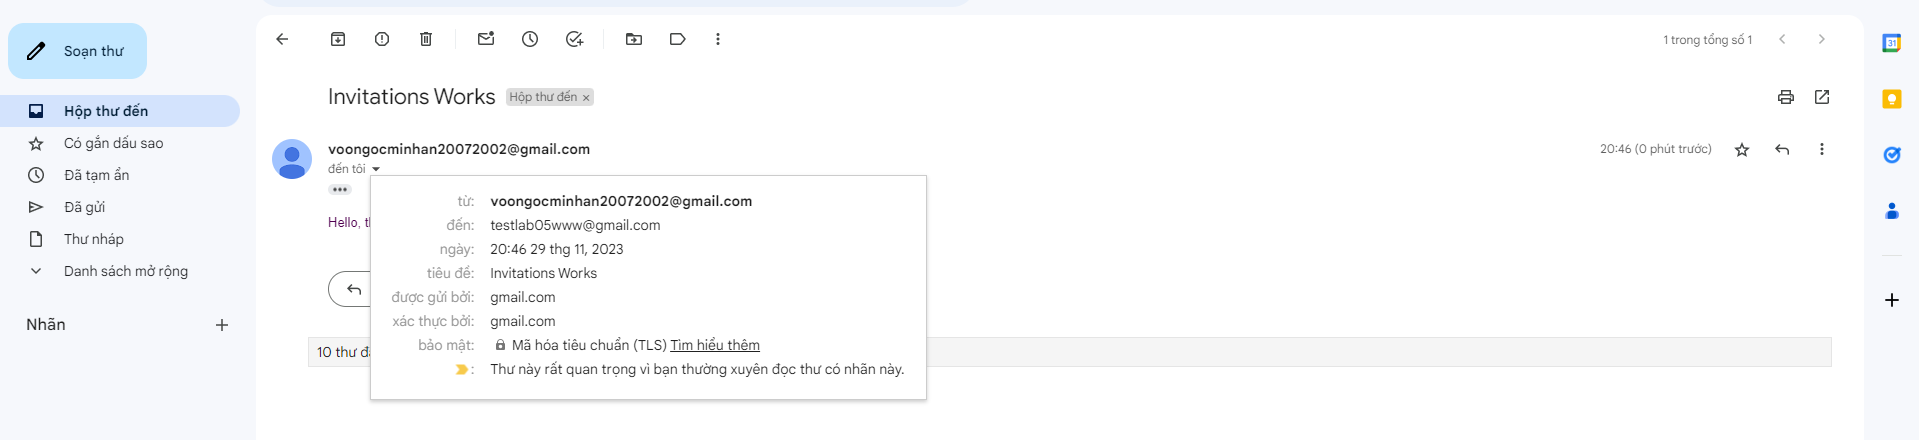 Soạn thư
1 trong tổng số 1
Hộp thư đến
Có gắn dấu sao
Đã tạm ẩn
Đã gửi
Thư nháp
Danh sách mở rộng
Nhãn
Invitations Works Hộp thư đến ×
voongocminhan20072002@gmail.com
20:46 (0 phút trước)
đến tôi
Hello,
từ: voongocminhan20072002@gmail.com
đến: testlab05www@gmail.com
ngày: 20:46 29 thg 11, 2023
tiêu đề: Invitations Works
được gửi bởi: gmail.com
xác thực bởi: gmail.com
bảo mật: Mã hóa tiêu chuẩn (TLS) Tìm hiểu thêm
: Thư này rất quan trọng vì bạn thường xuyên đọc thư có nhãn này.
10 thư
31